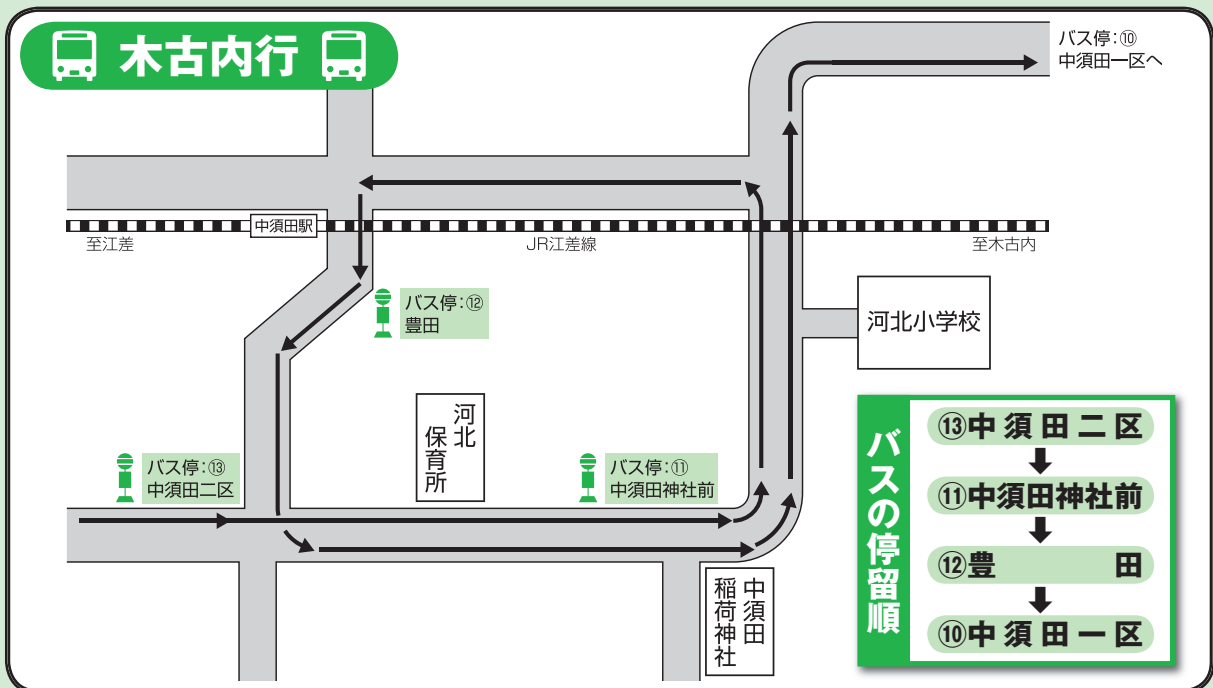 木古内行
バス停：⑩
中須田一区へ
中須田駅
至江差
JR江差線
至木古内
バス停：⑫
豊田
河北小学校
河北
保育所
バス停：⑬
中須田二区
バス停：⑪
中須田神社前
中須田
稲荷神社
バスの停留順
⑬中須田二区
⑪中須田神社前
⑫豊田
⑩中須田一区